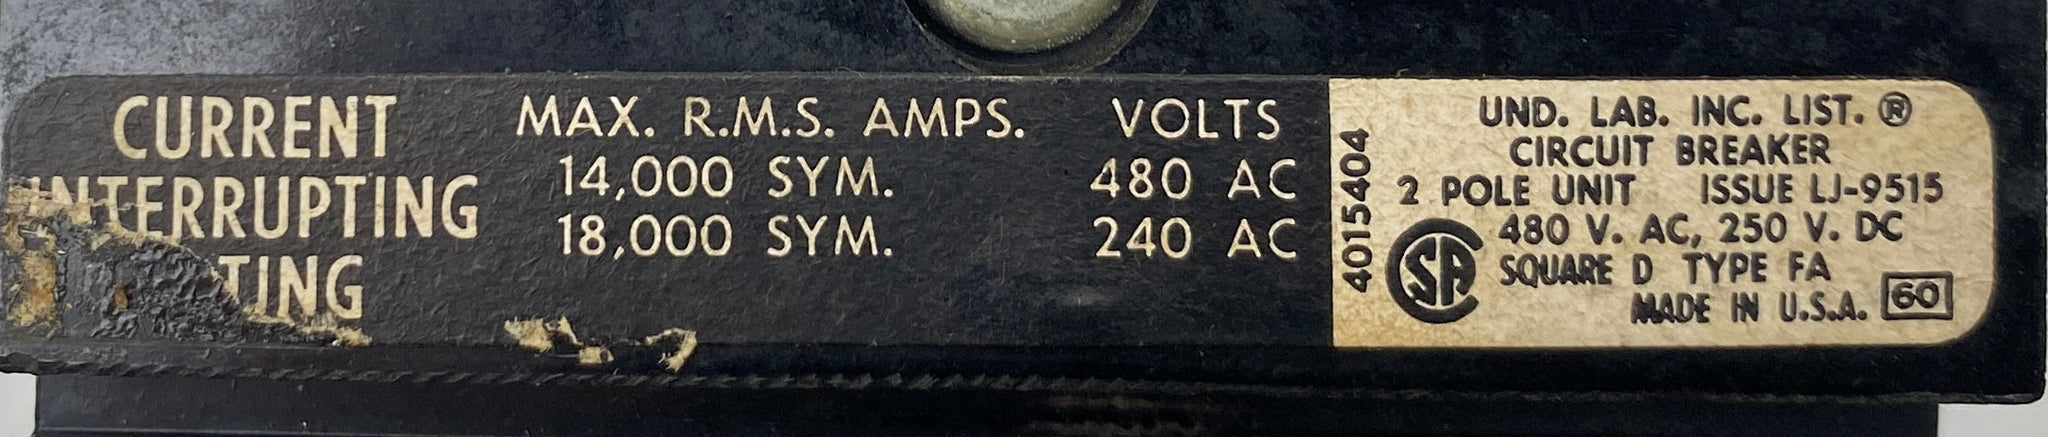 CURRENT
INTERRUPTING
TING
MAX. R.M.S. AMPS. VOLTS
14,000 SYM. 480 AC
18,000 SYM. 240 AC
4015404
UND. LAB. INC. LIST. ®
CIRCUIT BREAKER
2 POLE UNIT ISSUE LJ-9515
480 V. AC, 250 V. DC
SA
SQUARE D TYPE FA
MADE IN U.S.A. 60